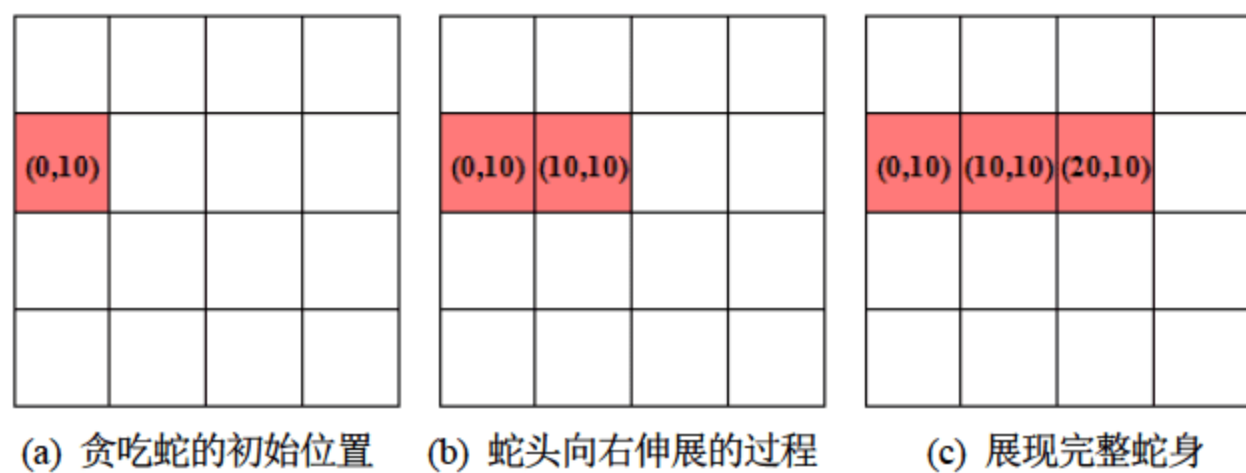 (0,10)
(0,10) (10,10)
(0,10) (10,10) (20,10)
(a) 贪吃蛇的初始位置
(b) 蛇头向右伸展的过程
(c) 展现完整蛇身